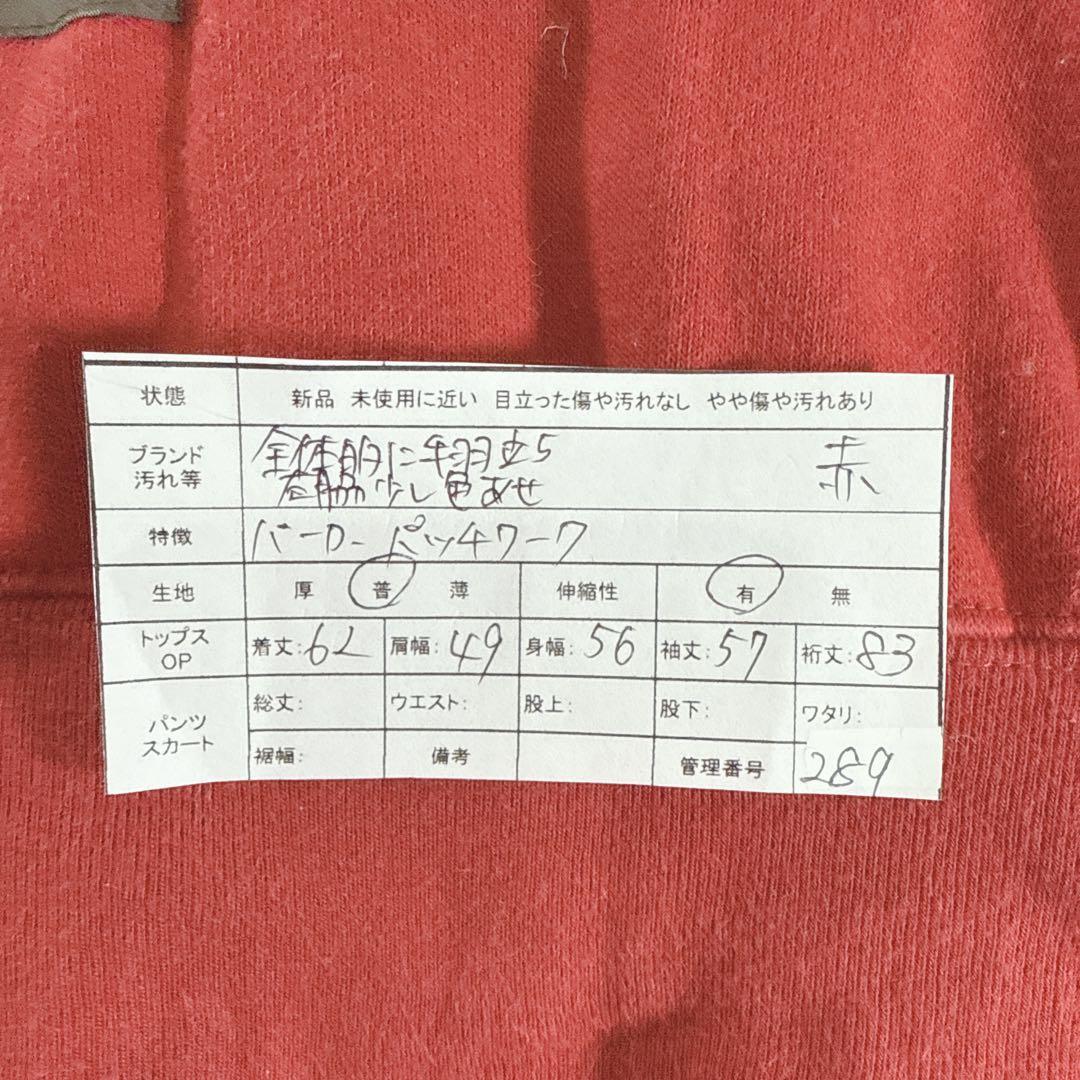 状態 新品 未使用に近い 目立った傷や汚れなし やや傷や汚れあり
ブランド 全体的に毛羽立ち 赤
汚れ等 右脇少し色あせ
特徴 パーカー パッチワーク
生地 厚 普 薄 伸縮性 有 無
トップス OP 着丈:62 肩幅:49 身幅:56 袖丈:57 裄丈:83
パンツ スカート 総丈: ウエスト: 股上: 股下: ワタリ:
裾幅: 備考 管理番号 289